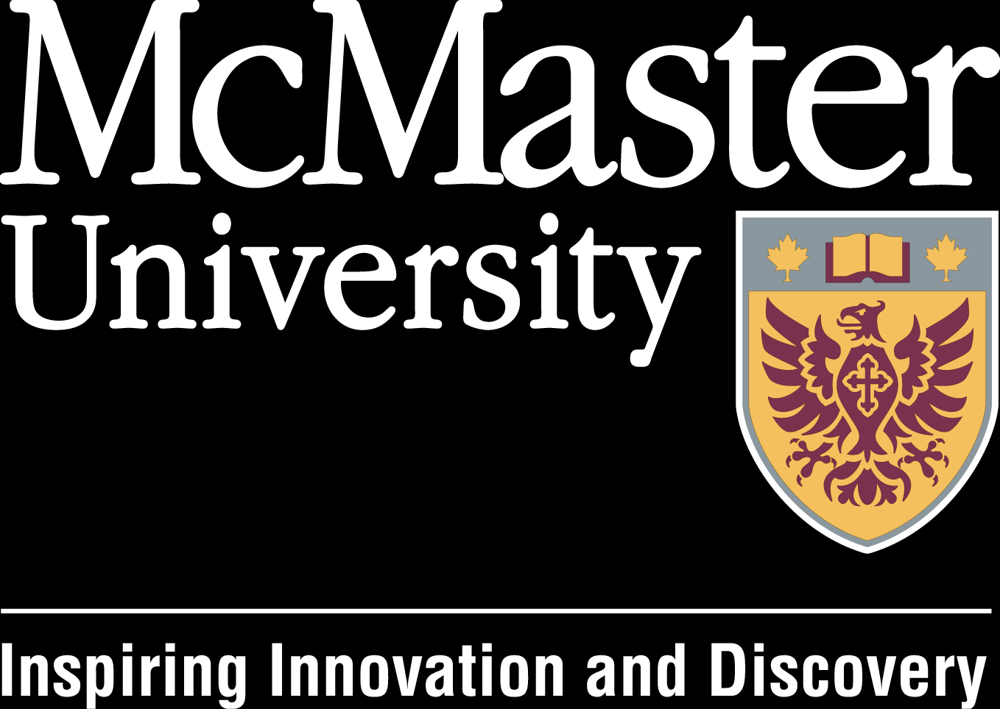 McMaster
University
Inspiring Innovation and Discovery